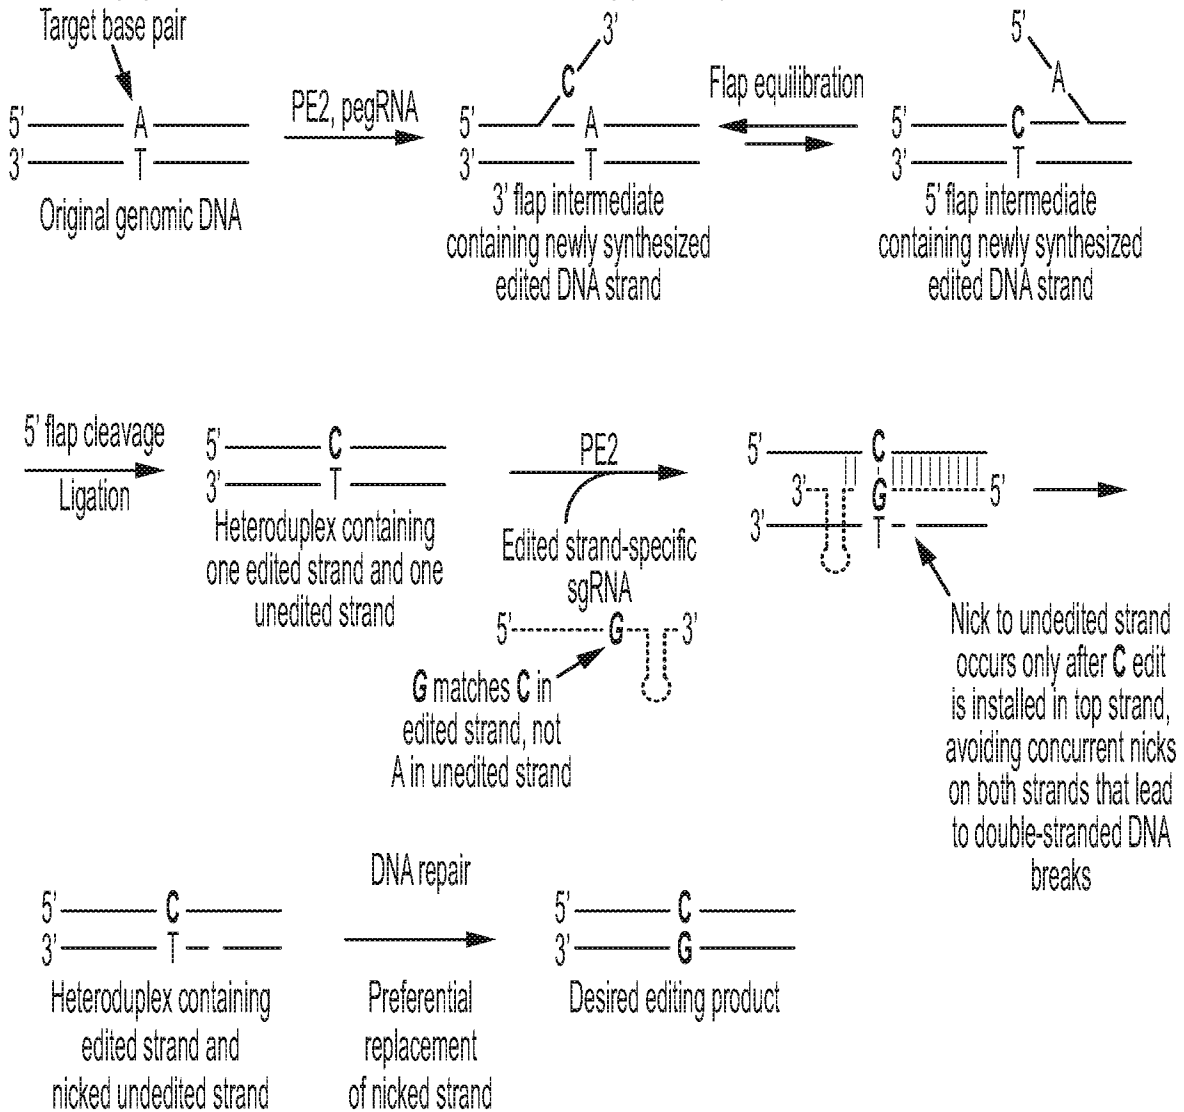 Target base pair
5' A
3' T
Original genomic DNA
PE2, pegRNA
3'
C
5' A
3' T
3' flap intermediate
containing newly synthesized
edited DNA strand
Flap equilibration
5'
A
5' C
3' T
5' flap intermediate
containing newly synthesized
edited DNA strand
5' flap cleavage
Ligation
5' C
3' T
Heteroduplex containing
one edited strand and one
unedited strand
PE2
Edited strand-specific
sgRNA
5' G 3'
G matches C in
edited strand, not
A in unedited strand
5' C
3' G 5'
3' T
Nick to undedited strand
occurs only after C edit
is installed in top strand,
avoiding concurrent nicks
on both strands that lead
to double-stranded DNA
breaks
5' C
3' T
Heteroduplex containing
edited strand and
nicked undedited strand
DNA repair
Preferential
replacement
of nicked strand
5' C
3' G
Desired editing product